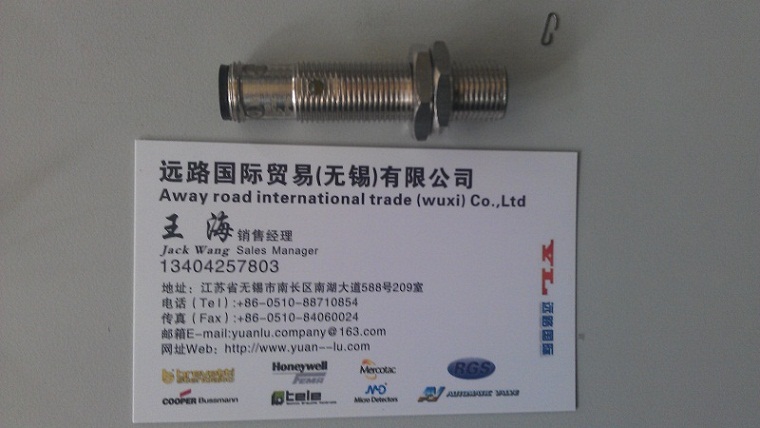 远路国际贸易(无锡)有限公司
Away road international trade (wuxi) Co.,Ltd
王 海 销售经理
Jack Wang Sales Manager
13404257803
地址：江苏省无锡市南长区南湖大道588号209室
电话（Tel）:+86-0510-88710854
传真（Fax）:+86-0510-84060024
邮箱E-mail:yuanlu.company@163.com
网址Web: http://www.yuan--lu.com
YL 远路国际
Honeywell Mercotac BGS
FEMA
COOPER Bussmann tele Micro Detectors AUTOMATIC VALVE